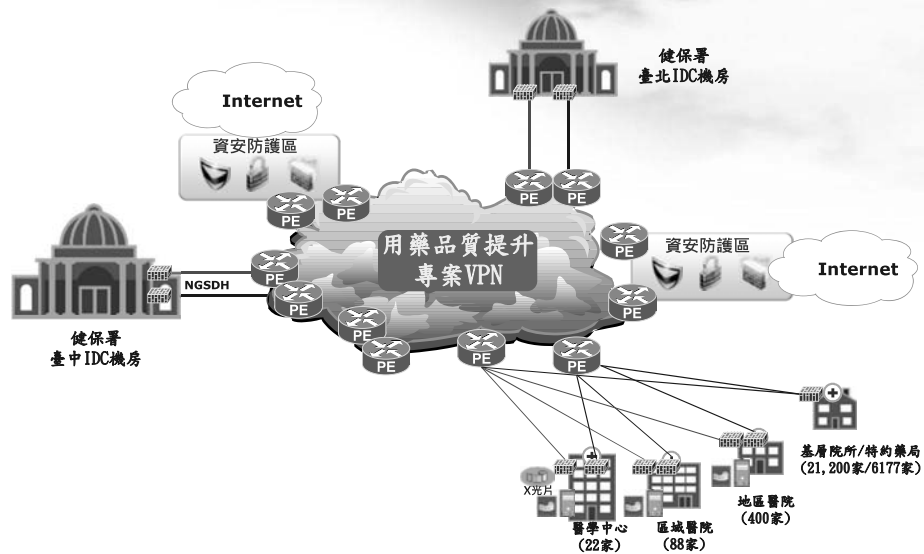 健保署
臺北IDC機房
Internet
資安防護區
PE
PE
PE
PE
用藥品質提升
專案VPN
PE
資安防護區
Internet
PE
NGSDH
PE
PE
健保署
臺中IDC機房
PE
PE
PE
PE
基層院所/特約藥局
(21,200家/6177家)
X光片
地區醫院
(400家)
醫學中心
(22家)
區域醫院
(88家)